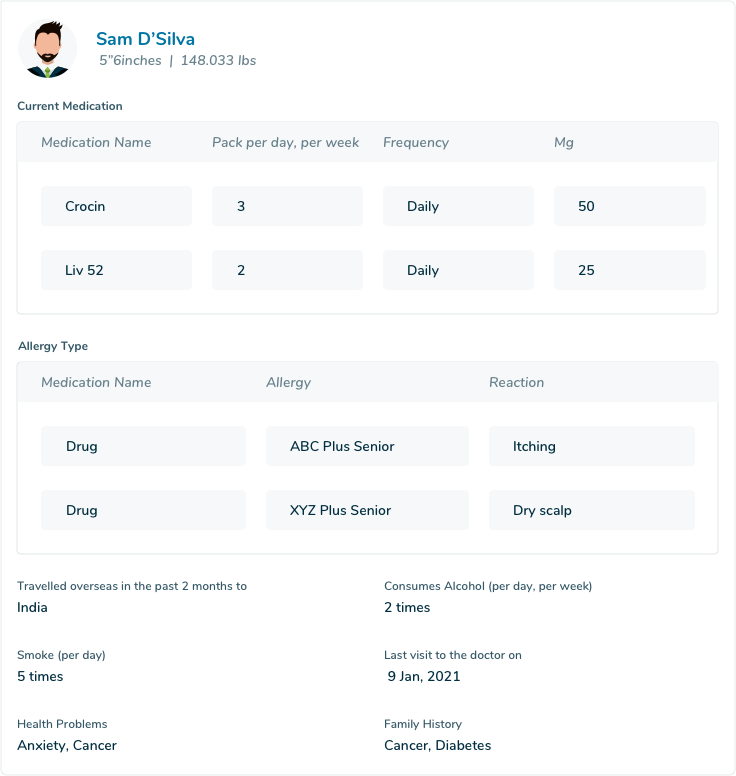 Sam D’Silva
5”6inches | 148.033 lbs
Current Medication
Medication Name Pack per day, per week Frequency Mg
Crocin 3 Daily 50
Liv 52 2 Daily 25
Allergy Type
Medication Name Allergy Reaction
Drug ABC Plus Senior Itching
Drug XYZ Plus Senior Dry scalp
Travelled overseas in the past 2 months to Consumes Alcohol (per day, per week)
India 2 times
Smoke (per day) Last visit to the doctor on
5 times 9 Jan, 2021
Health Problems Family History
Anxiety, Cancer Cancer, Diabetes